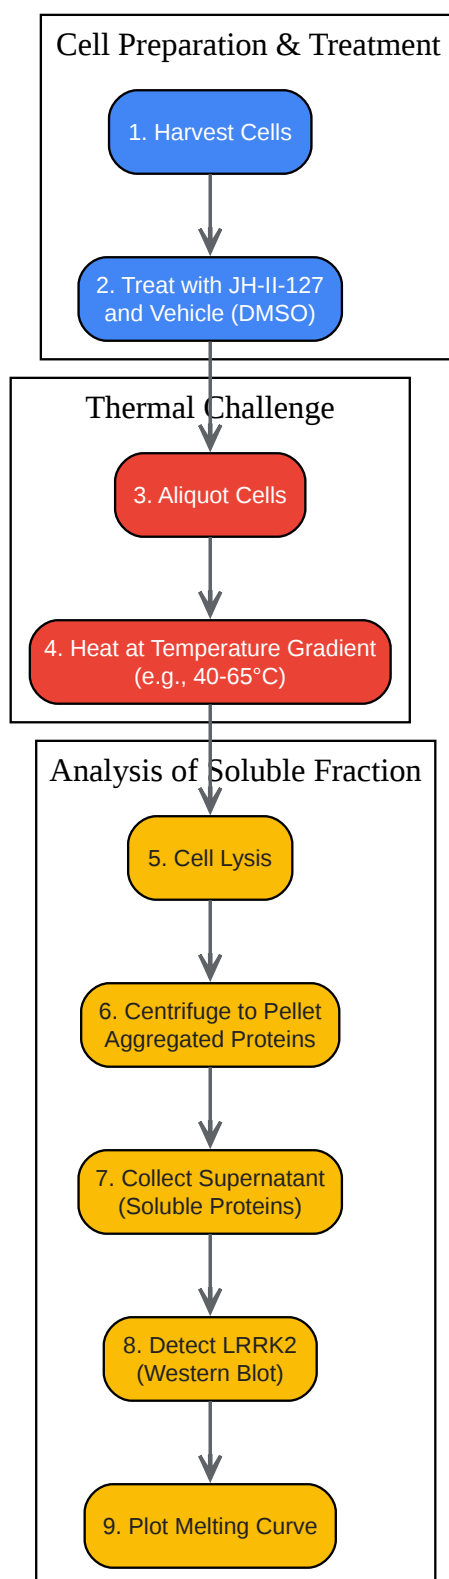 Cell Preparation & Treatment
1. Harvest Cells
2. Treat with JH-II-127
and Vehicle (DMSO)
Thermal Challenge
3. Aliquot Cells
4. Heat at Temperature Gradient
(e.g., 40-65°C)
Analysis of Soluble Fraction
5. Cell Lysis
6. Centrifuge to Pellet
Aggregated Proteins
7. Collect Supernatant
(Soluble Proteins)
8. Detect LRRK2
(Western Blot)
9. Plot Melting Curve